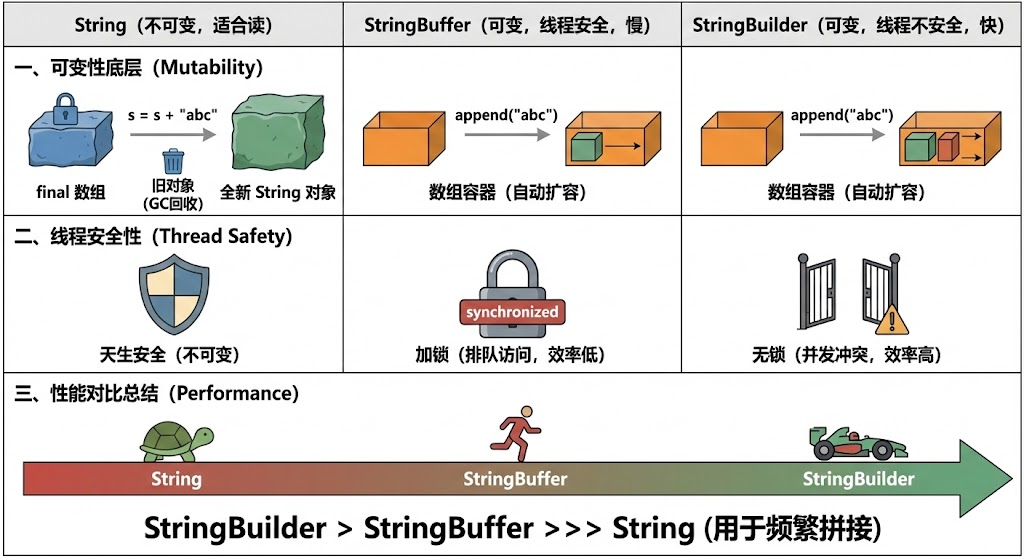 String（不可变，适合读）
StringBuffer（可变，线程安全，慢）
StringBuilder（可变，线程不安全，快）
一、可变性底层（Mutability）
s = s + "abc"
final 数组
旧对象
(GC回收)
全新 String 对象
append("abc")
数组容器（自动扩容）
append("abc")
数组容器（自动扩容）
二、线程安全性（Thread Safety）
天生安全（不可变）
synchronized
加锁（排队访问，效率低）
无锁（并发冲突，效率高）
三、性能对比总结（Performance）
String
StringBuffer
StringBuilder
StringBuilder > StringBuffer >>> String (用于频繁拼接)